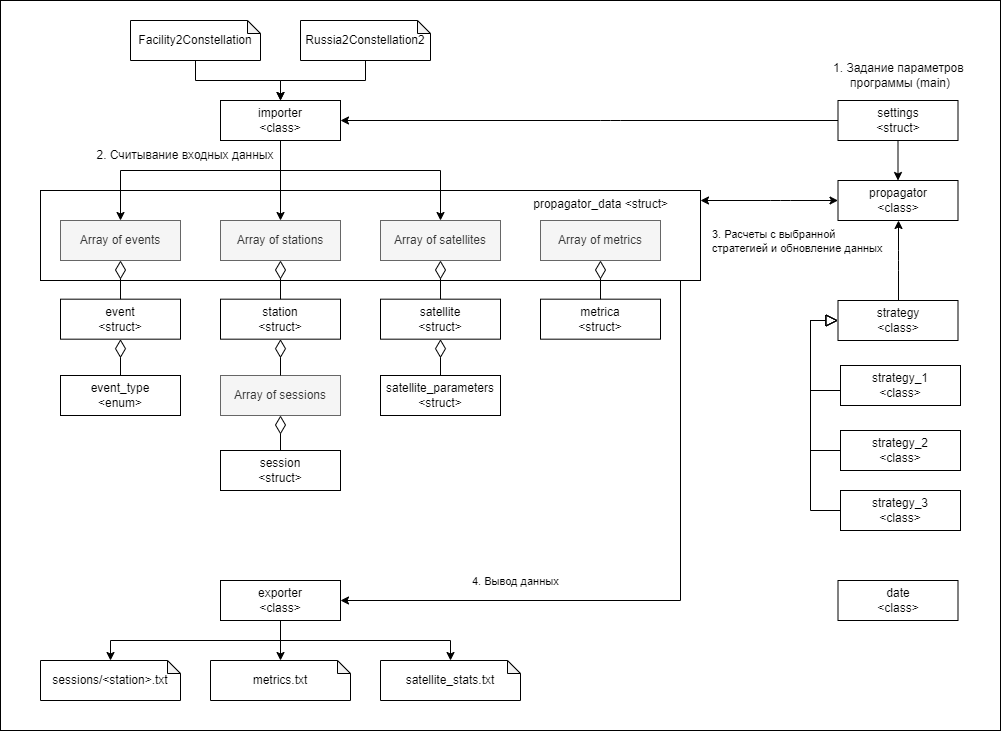 Facility2Constellation
Russia2Constellation2
1. Задание параметров
программы (main)
importer
<class>
settings
<struct>
2. Считывание входных данных
propagator_data <struct>
propagator
<class>
Array of events
Array of stations
Array of satellites
Array of metrics
3. Расчеты с выбранной
стратегией и обновление данных
event
<struct>
station
<struct>
satellite
<struct>
metrica
<struct>
strategy
<class>
event_type
<enum>
Array of sessions
satellite_parameters
<struct>
strategy_1
<class>
session
<struct>
strategy_2
<class>
strategy_3
<class>
4. Вывод данных
exporter
<class>
date
<class>
sessions/<station>.txt
metrics.txt
satellite_stats.txt